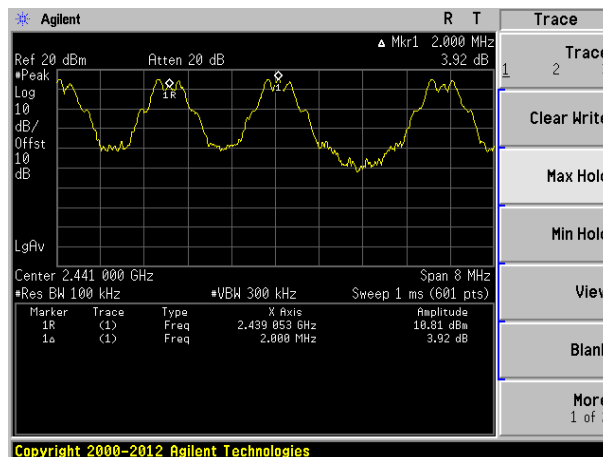 Agilent R T Trace
Δ Mkr1 2.000 MHz
Ref 20 dBm Atten 20 dB 3.92 dB
#Peak
Log
10
dB/
Offst
10
dB
LgAv
1R
1
Center 2.441 000 GHz Span 8 MHz
#Res BW 100 kHz #VBW 300 kHz Sweep 1 ms (601 pts)
Marker Trace Type X Axis Amplitude
1R (1) Freq 2.439 053 GHz 10.81 dBm
1Δ (1) Freq 2.000 MHz 3.92 dB
Copyright 2000-2012 Agilent Technologies
Trace
1 2
Clear Write
Max Hold
Min Hold
View
Blank
More
1 of